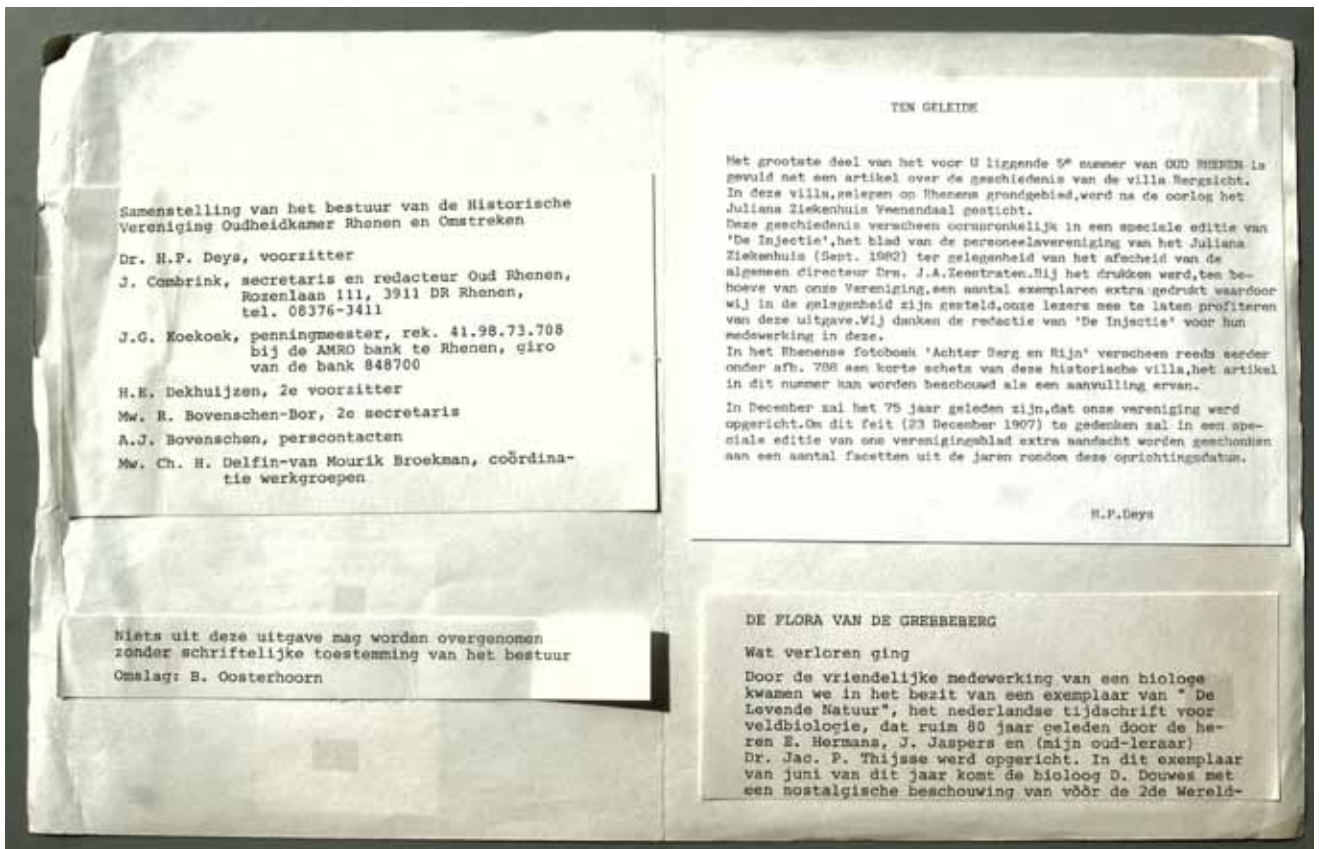 Samenstelling van het bestuur van de Historische
Vereniging Oudheidkamer Rhenen en Omstreken
Dr. H.P. Deys, voorzitter
J. Combrink, secretaris en redacteur Oud Rhenen,
Rozenlaan 111, 3911 DR Rhenen,
tel. 08376-3411
J.G. Koekoek, penningmeester, rek. 41.98.73.708
bij de AMRO bank te Rhenen, giro
van de bank 848700
H.E. Dekhuijzen, 2e voorzitter
Mw. R. Bovenschen-Bor, 2e secretaris
A.J. Bovenschen, perscontacten
Mw. Ch. H. Delfin-van Mourik Broekman, coördina-
tie werkgroepen
Niets uit deze uitgave mag worden overgenomen
zonder schriftelijke toestemming van het bestuur
Omslag: B. Oosterhoorn
TEN GELEIDE
Het grootste deel van het voor U liggende 5e nummer van OUD RHENEN is
gevuld met een artikel over de geschiedenis van de villa Bergzicht.
In deze villa,gelegen op Rhenens grondgebied,werd na de oorlog het
Juliana Ziekenhuis Veenendaal gesticht.
Deze geschiedenis verscheen oorspronkelijk in een speciale editie van
'De Injectie',het blad van de personeelsvereniging van het Juliana
Ziekenhuis (Sept. 1982) ter gelegenheid van het afscheid van de
algemeen directeur Drs. J.A.Zeestraten.Bij het drukken werd,ten be-
hoeve van onze Vereniging,een aantal exemplaren extra gedrukt waardoor
wij in de gelegenheid zijn gesteld,onze lezers mee te laten profiteren
van deze uitgave.Wij danken de redactie van 'De Injectie' voor hun
medewerking in deze.
In het Rhenense fotoboek 'Achter Berg en Rijn' verscheen reeds eerder
onder afb. 788 een korte schets van deze historische villa,het artikel
in dit nummer kan worden beschouwd als een aanvulling ervan.
In December zal het 75 jaar geleden zijn,dat onze vereniging werd
opgericht.Om dit feit (23 December 1907) te gedenken zal in een spe-
ciale editie van ons verenigingsblad extra aandacht worden geschonken
aan een aantal facetten uit de jaren rondom deze oprichtingsdatum.
H.P.Deys
DE FLORA VAN DE GREBBEBERG
Wat verloren ging
Door de vriendelijke medewerking van een biologe
kwamen we in het bezit van een exemplaar van " De
Levende Natuur", het nederlandse tijdschrift voor
veldbiologie, dat ruim 80 jaar geleden door de he-
ren E. Hermans, J. Jaspers en (mijn oud-leraar)
Dr. Jac. P. Thijsse werd opgericht. In dit exemplaar
van juni van dit jaar komt de bioloog D. Douwes met
een nostalgische beschouwing van vôôr de 2de Wereld-